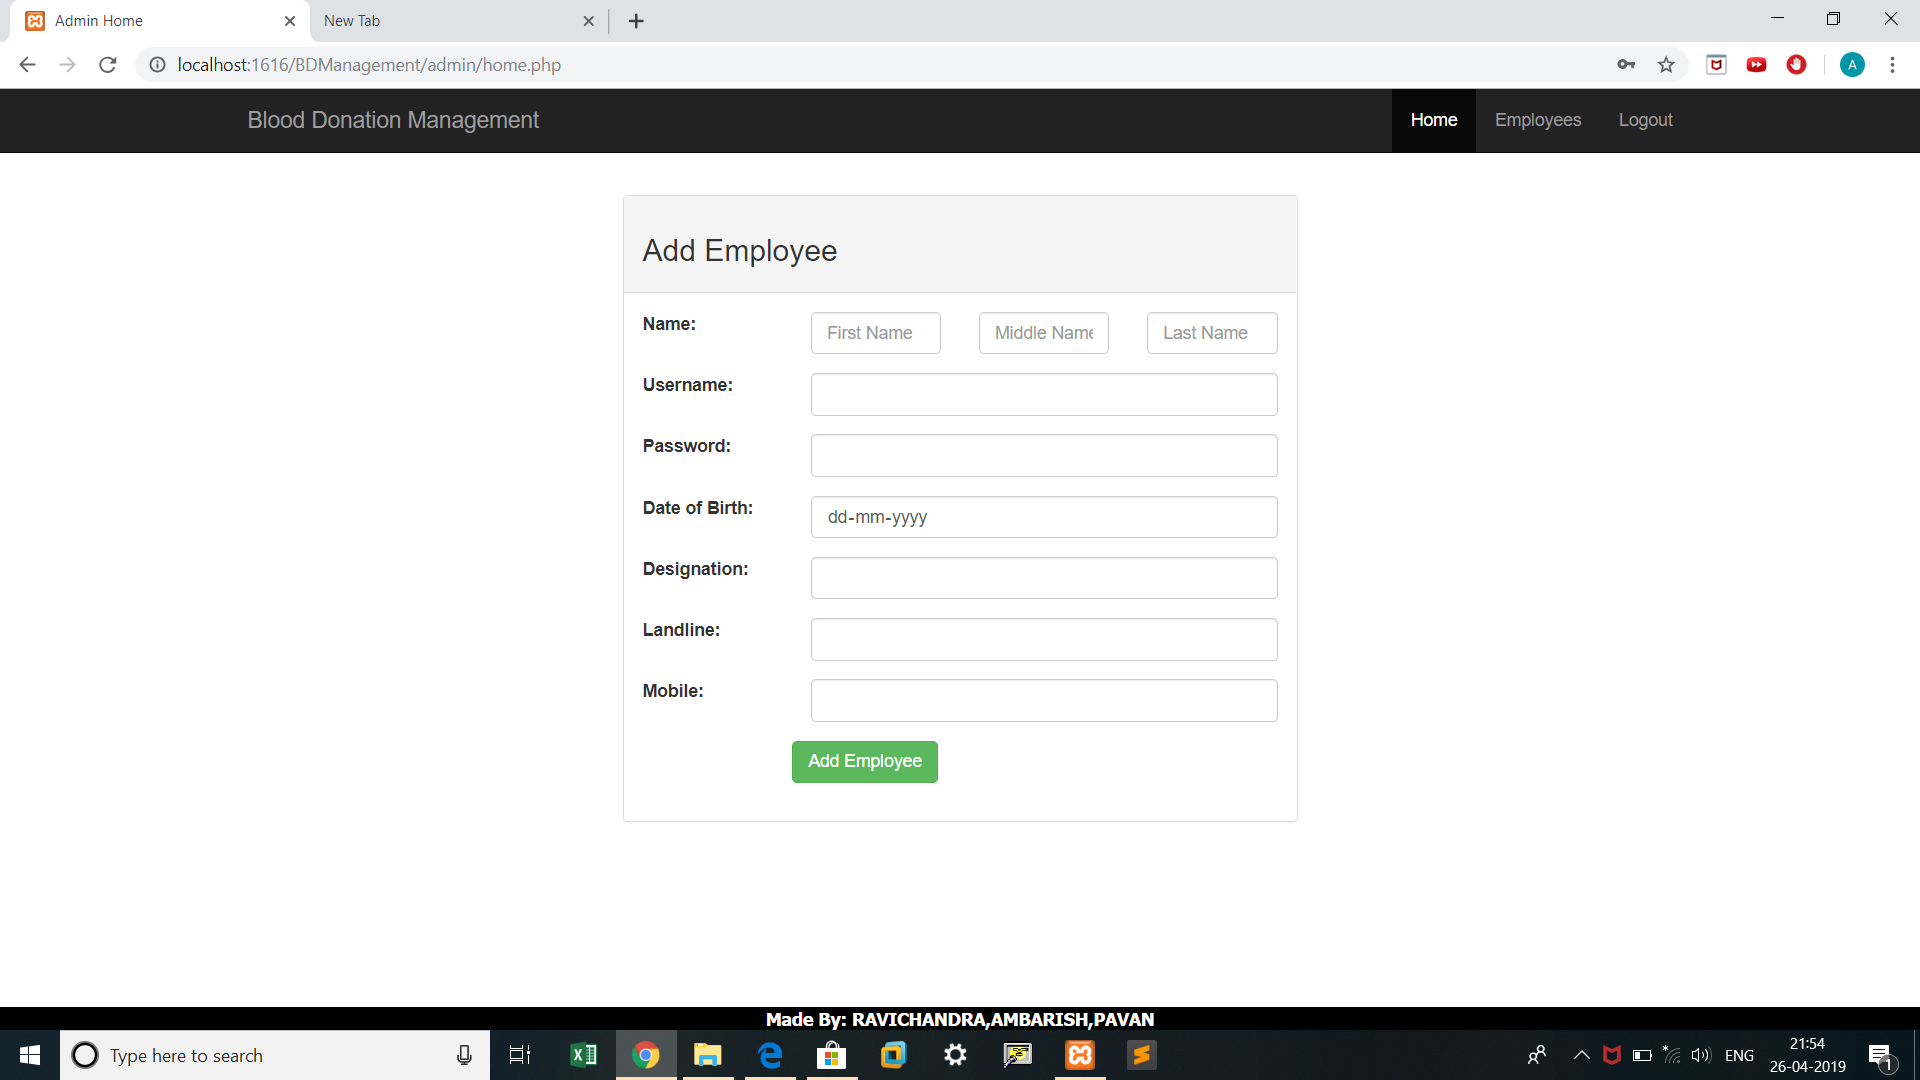 Admin Home
New Tab
localhost:1616/BDManagement/admin/home.php
A
Blood Donation Management
Home
Employees
Logout
Add Employee
Name:
First Name
Middle Name
Last Name
Username:
Password:
Date of Birth:
dd-mm-yyyy
Designation:
Landline:
Mobile:
Add Employee
Made By: RAVICHANDRA,AMBARISH,PAVAN
Type here to search
ENG
21:54
26-04-2019
1